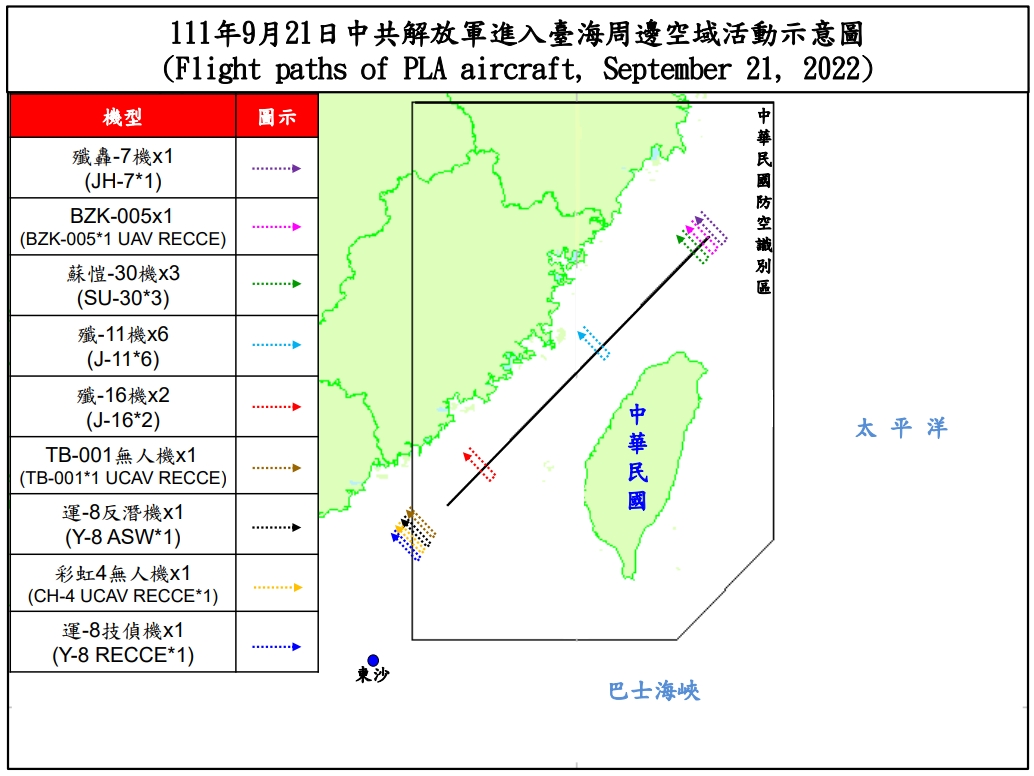 111年9月21日中共解放軍進入臺海周邊空域活動示意圖
(Flight paths of PLA aircraft, September 21, 2022)
機型 圖示
殲轟-7機x1
(JH-7*1)
BZK-005x1
(BZK-005*1 UAV RECCE)
蘇愷-30機x3
(SU-30*3)
殲-11機x6
(J-11*6)
殲-16機x2
(J-16*2)
TB-001無人機x1
(TB-001*1 UCAV RECCE)
運-8反潛機x1
(Y-8 ASW*1)
彩虹4無人機x1
(CH-4 UCAV RECCE*1)
運-8技偵機x1
(Y-8 RECCE*1)
中華民國防空識別區
中華民國
太平洋
東沙
巴士海峽